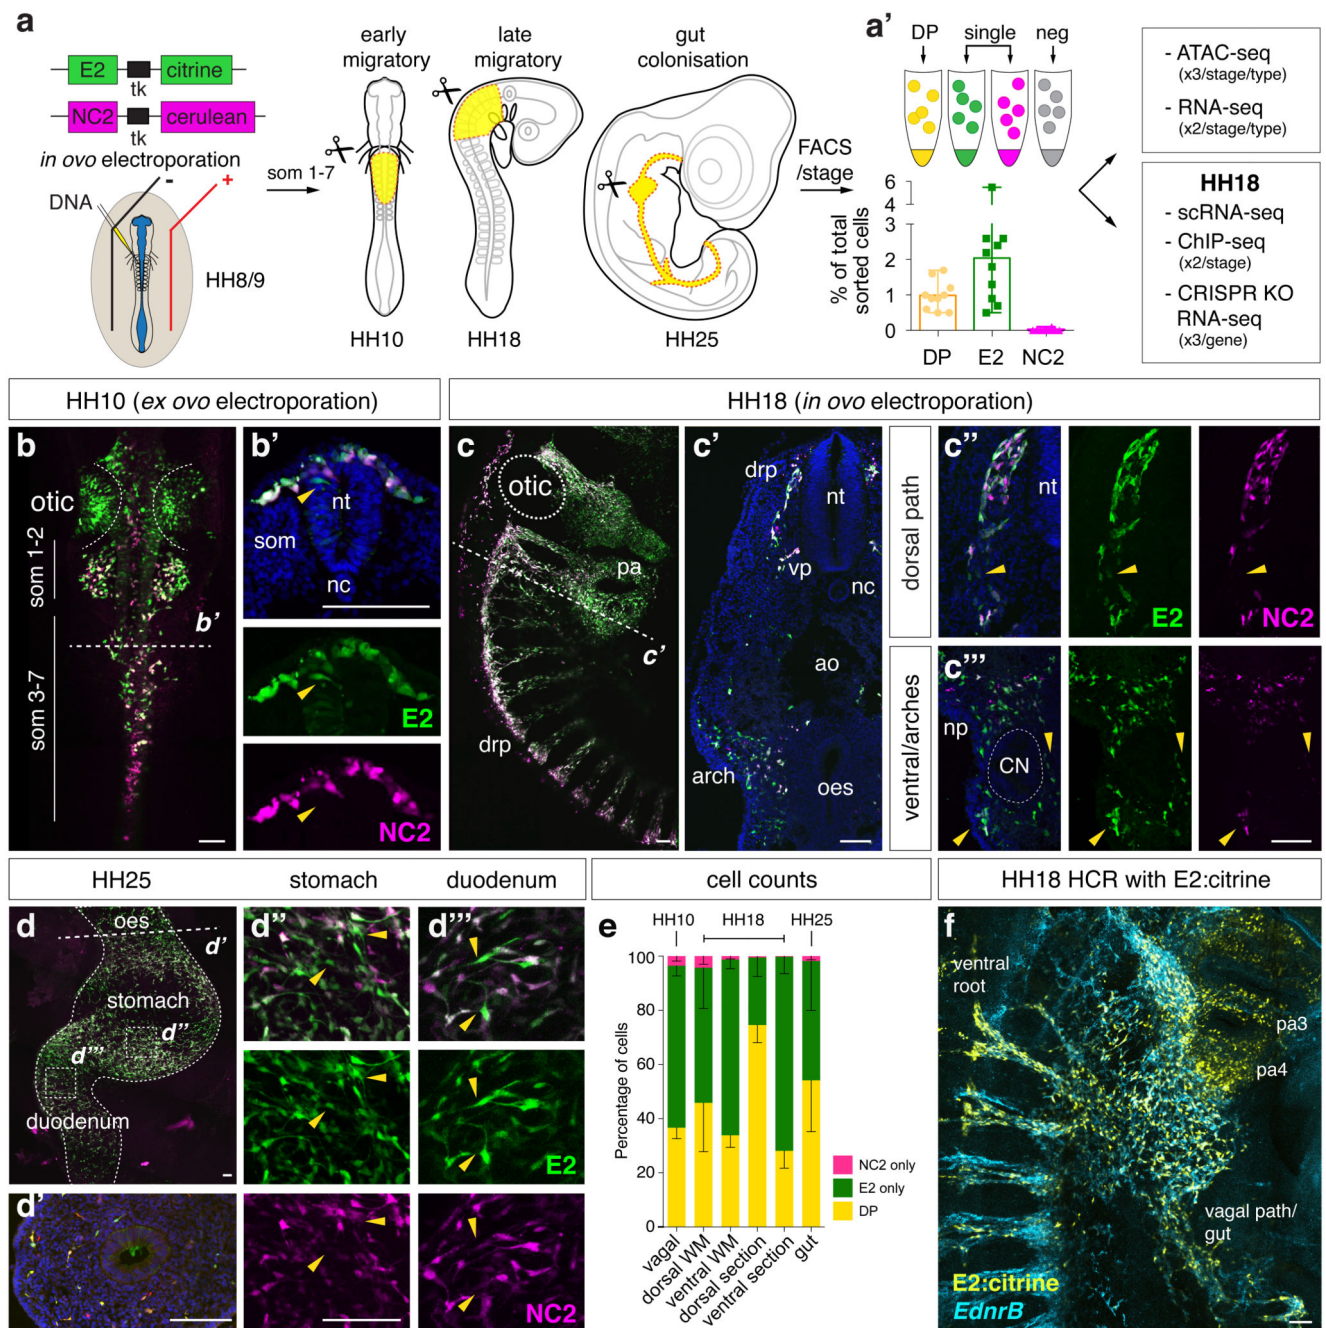 a
E2
citrine
tk
NC2
cerulean
tk
in ovo electroporation
-
+
DNA
HH8/9
som 1-7
early
migratory
late
migratory
gut
colonisation
HH10
HH18
HH25
FACS
/stage
a'
DP
single
neg
% of total
sorted cells
6
4
3
2
1
0
DP
E2
NC2
- ATAC-seq
(x3/stage/type)
- RNA-seq
(x2/stage/type)
HH18
- scRNA-seq
- ChIP-seq
(x2/stage)
- CRISPR KO
RNA-seq
(x3/gene)
HH10 (ex ovo electroporation)
HH18 (in ovo electroporation)
b
otic
som 1-2
som 3-7
b'
b'
nt
som
nc
E2
NC2
c
otic
pa
c'
drp
c'
drp
nt
vp
nc
ao
arch
oes
dorsal path
c''
nt
E2
NC2
ventral/arches
c'''
np
CN
HH25
stomach
duodenum
cell counts
HH18 HCR with E2:citrine
d
oes
d'
stomach
d''
d'''
duodenum
d'
d''
d'''
E2
E2
NC2
NC2
e
HH10
HH18
HH25
Percentage of cells
100
80
60
40
20
0
NC2 only
E2 only
DP
vagal
dorsal WM
ventral WM
dorsal section
ventral section
gut
f
ventral
root
pa3
pa4
vagal path/
gut
E2:citrine
EdnrB